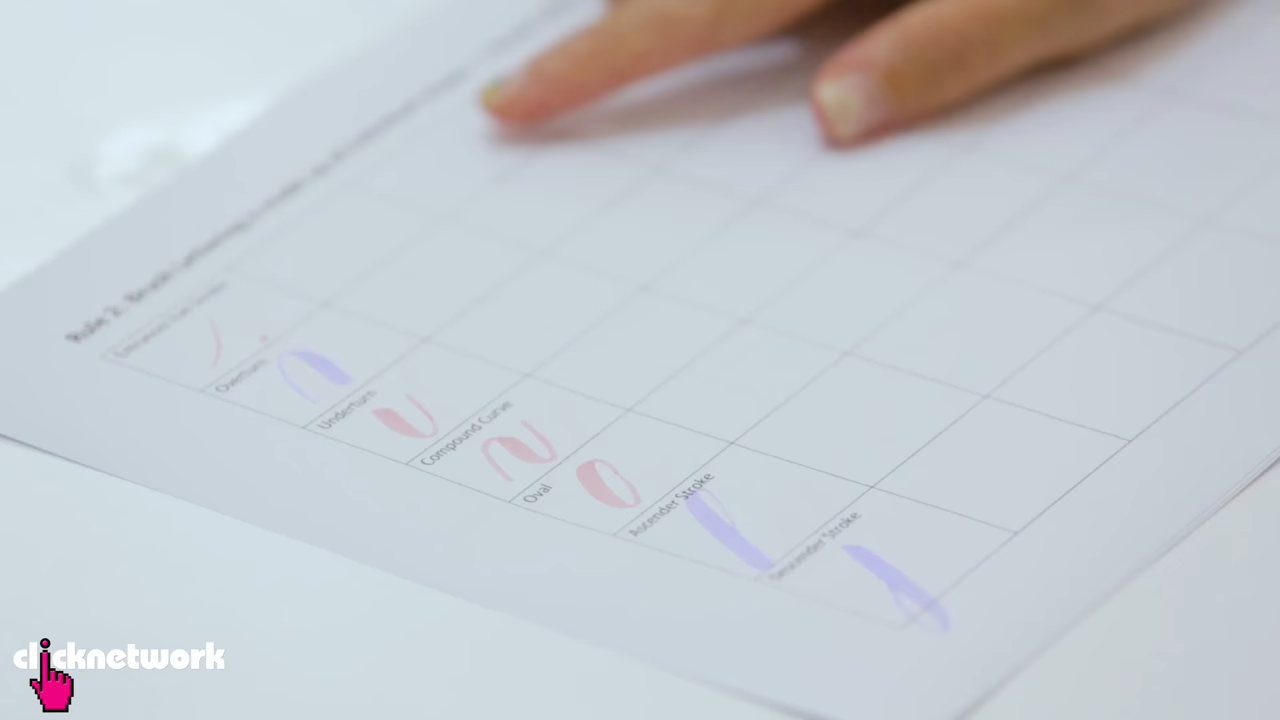 Rule 2: Brush Lettering
Overturn
Underturn
Compound Curve
Oval
Ascender Stroke
Descender Stroke
clicknetwork